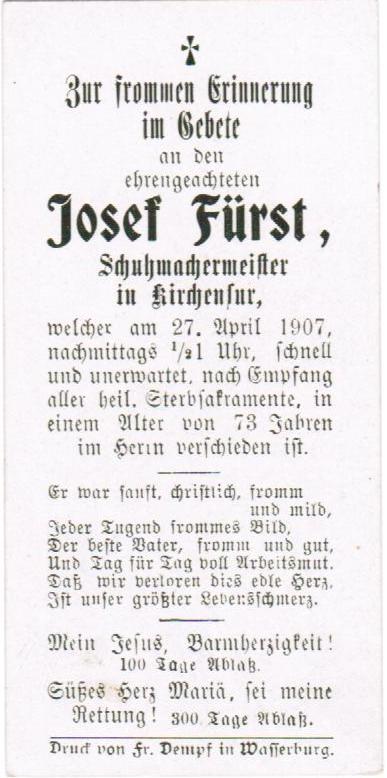 Zur frommen Erinnerung
im Gebete
an den
ehrengeachteten
Josef Fürst,
Schuhmachermeister
in Kirchensur,
welcher am 27. April 1907,
nachmittags 1/21 Uhr, schnell
und unerwartet, nach Empfang
aller heil. Sterbsakramente, in
einem Alter von 73 Jahren
im Herrn verschieden ist.
Er war sanft, christlich, fromm
und mild,
Jeder Tugend frommes Bild,
Der beste Vater, fromm und gut,
Und Tag für Tag voll Arbeitsmut.
Daß wir verloren dies edle Herz,
Ist unser größter Lebensschmerz.
Mein Jesus, Barmherzigkeit!
100 Tage Ablaß.
Süßes Herz Mariä, sei meine
Rettung! 300 Tage Ablaß.
Druck von Fr. Dempf in Wasserburg.